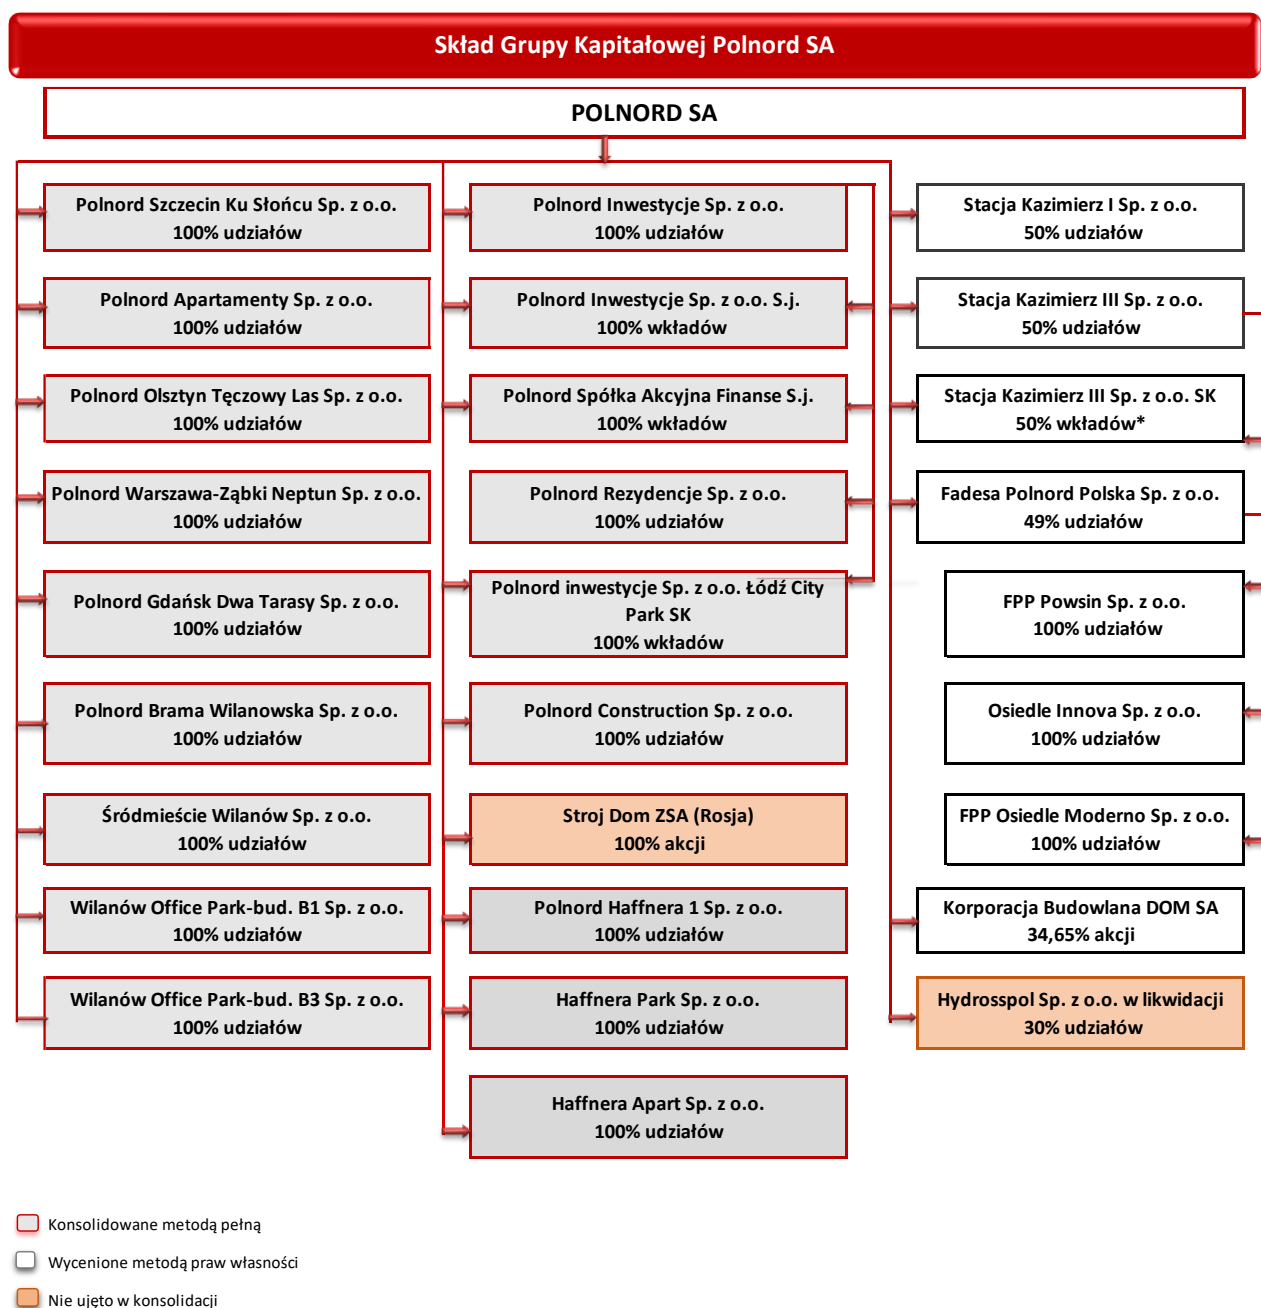 Skład Grupy Kapitałowej Polnord SA
POLNORD SA
Polnord Szczecin Ku Słońcu Sp. z o.o.
100% udziałów
Polnord Apartamenty Sp. z o.o.
100% udziałów
Polnord Olsztyn Tęczowy Las Sp. z o.o.
100% udziałów
Polnord Warszawa-Ząbki Neptun Sp. z o.o.
100% udziałów
Polnord Gdańsk Dwa Tarasy Sp. z o.o.
100% udziałów
Polnord Brama Wilanowska Sp. z o.o.
100% udziałów
Śródmieście Wilanów Sp. z o.o.
100% udziałów
Wilanów Office Park-bud. B1 Sp. z o.o.
100% udziałów
Wilanów Office Park-bud. B3 Sp. z o.o.
100% udziałów
Polnord Inwestycje Sp. z o.o.
100% udziałów
Polnord Inwestycje Sp. z o.o. S.j.
100% wkładów
Polnord Spółka Akcyjna Finanse S.j.
100% wkładów
Polnord Rezydencje Sp. z o.o.
100% udziałów
Polnord inwestycje Sp. z o.o. Łódź City
Park SK
100% wkładów
Polnord Construction Sp. z o.o.
100% udziałów
Stroj Dom ZSA (Rosja)
100% akcji
Polnord Haffnera 1 Sp. z o.o.
100% udziałów
Haffnera Park Sp. z o.o.
100% udziałów
Haffnera Apart Sp. z o.o.
100% udziałów
Stacja Kazimierz I Sp. z o.o.
50% udziałów
Stacja Kazimierz III Sp. z o.o.
50% udziałów
Stacja Kazimierz III Sp. z o.o. SK
50% wkładów*
Fadesa Polnord Polska Sp. z o.o.
49% udziałów
FPP Powsin Sp. z o.o.
100% udziałów
Osiedle Innova Sp. z o.o.
100% udziałów
FPP Osiedle Moderno Sp. z o.o.
100% udziałów
Korporacja Budowlana DOM SA
34,65% akcji
Hydrosspol Sp. z o.o. w likwidacji
30% udziałów
Konsolidowane metodą pełną
Wycenione metodą praw własności
Nie ujęto w konsolidacji